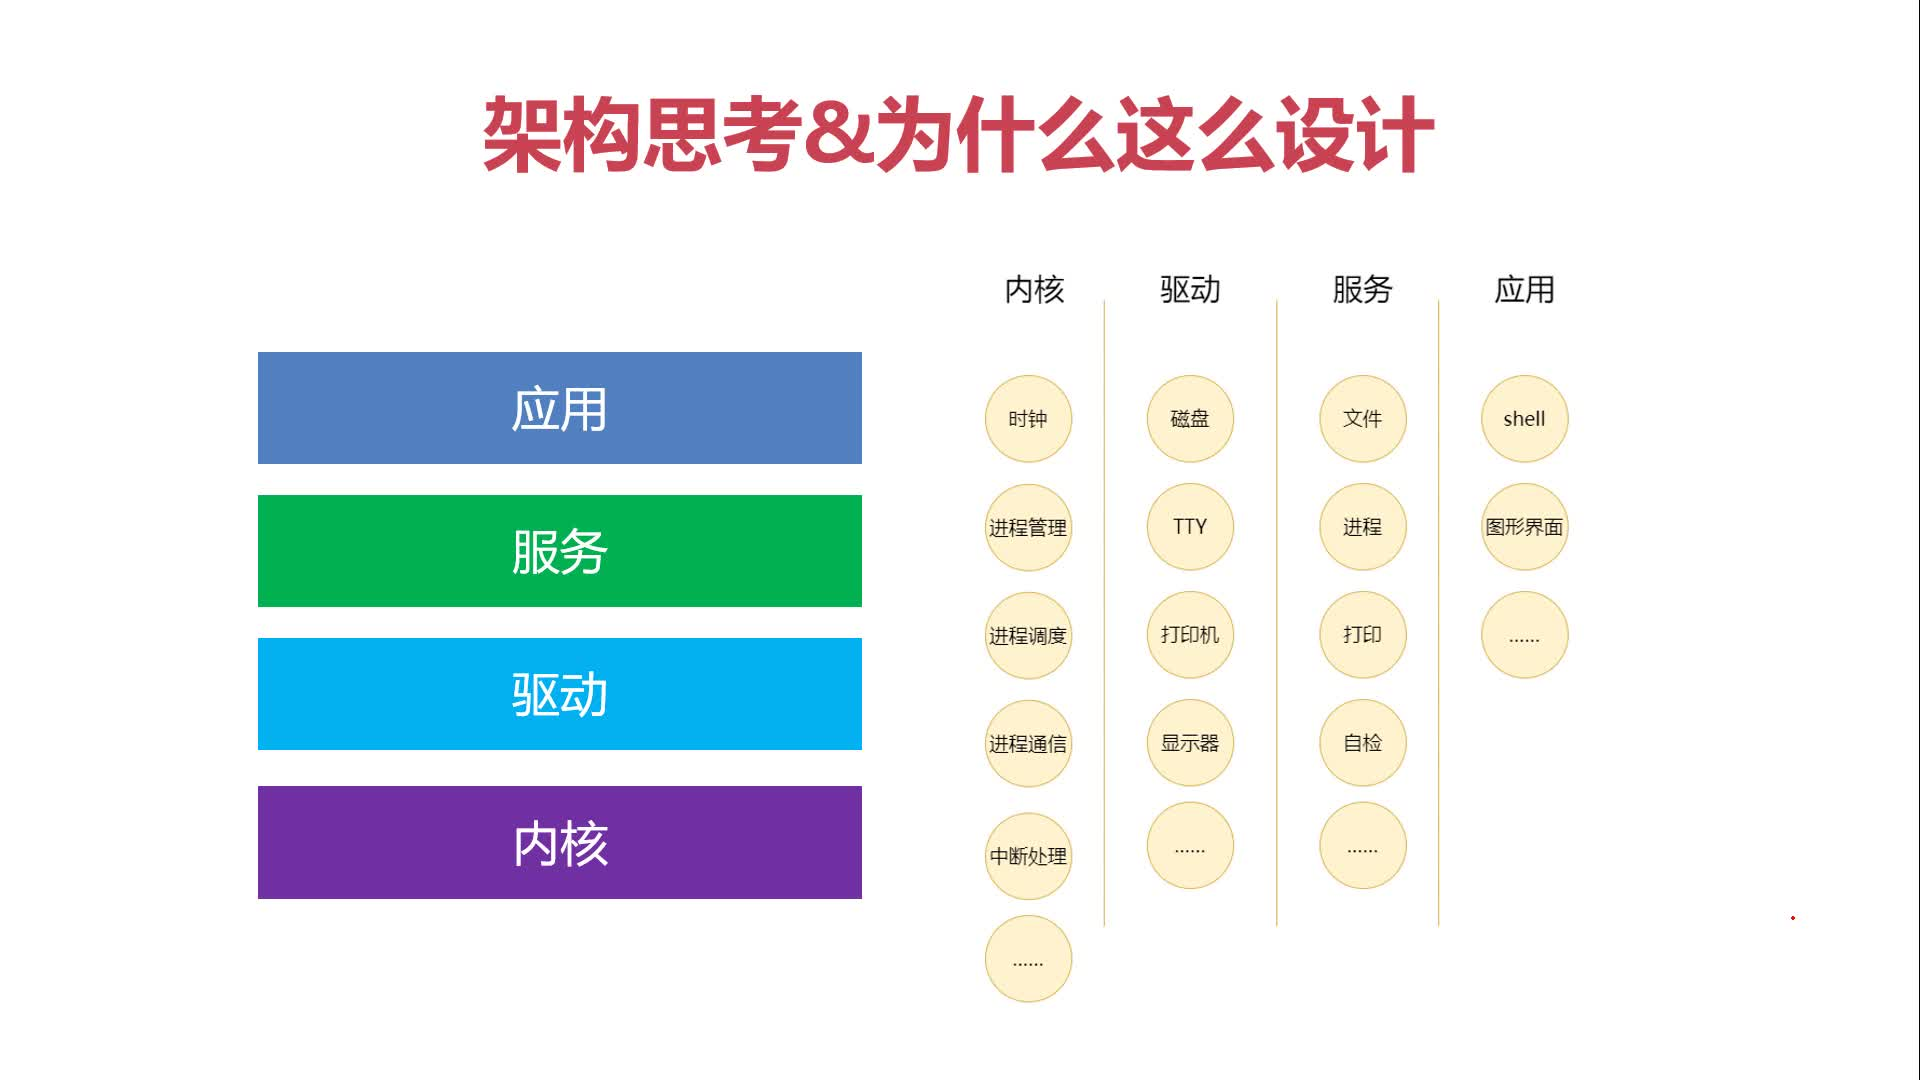 架构思考&为什么这么设计
应用
服务
驱动
内核
内核
时钟
进程管理
进程调度
进程通信
中断处理
......
驱动
磁盘
TTY
打印机
显示器
......
服务
文件
进程
打印
自检
......
应用
shell
图形界面
......